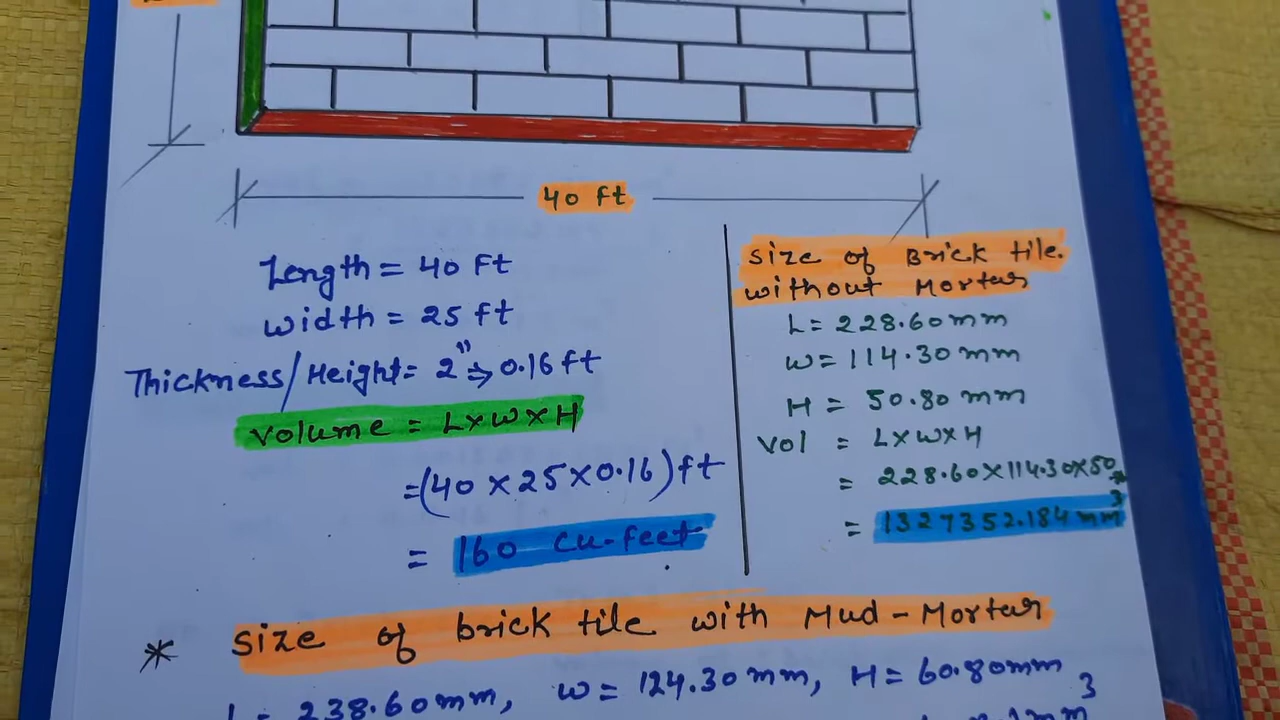 40 ft
Length = 40 Ft
Width = 25 ft
Thickness/Height = 2" ⇒ 0.16 ft
Volume = L×W×H
=(40 × 25 × 0.16) ft
= 160 cu-feet
Size of Brick tile.
without Mortar
L= 228.60 mm
W= 114.30 mm
H = 50.80 mm
Vol = L×W×H
= 228.60×114.30×50
= 1327352.184 mm³
* Size of brick tile with Mud-Mortar
238.60mm, W = 124.30 mm, H= 60.80mm